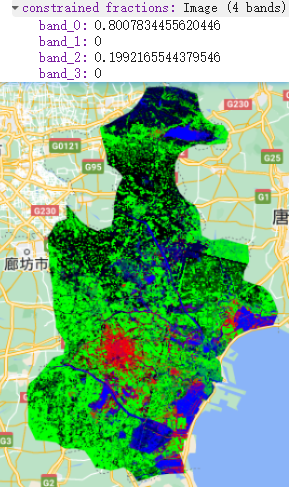 constrained fractions: Image (4 bands)
band_0: 0.8007834455620446
band_1: 0
band_2: 0.1992165544379546
band_3: 0
G230
G0121
G25
G95
G1
G230
唐
廊坊市
G3
G2